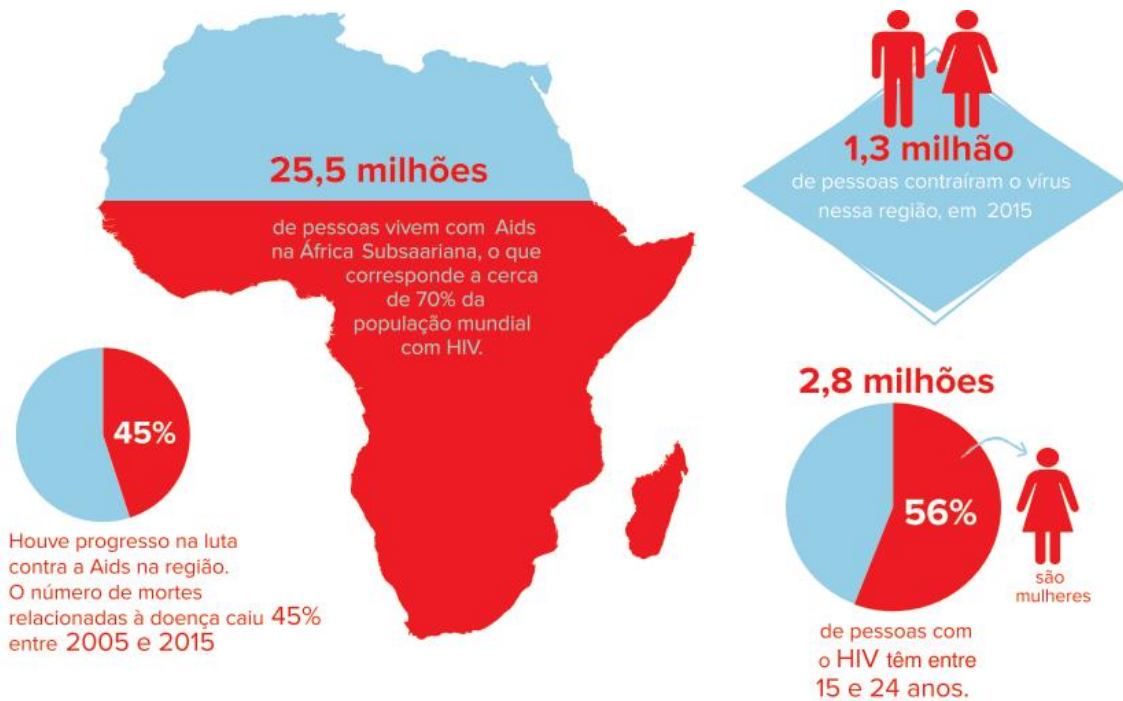 25,5 milhões
de pessoas vivem com Aids
na África Subsaariana, o que
corresponde a cerca
de 70% da
população mundial
com HIV.
1,3 milhão
de pessoas contraíram o vírus
nessa região, em 2015
45%
Houve progresso na luta
contra a Aids na região.
O número de mortes
relacionadas à doença caiu 45%
entre 2005 e 2015
2,8 milhões
56%
são
mulheres
de pessoas com
o HIV têm entre
15 e 24 anos.